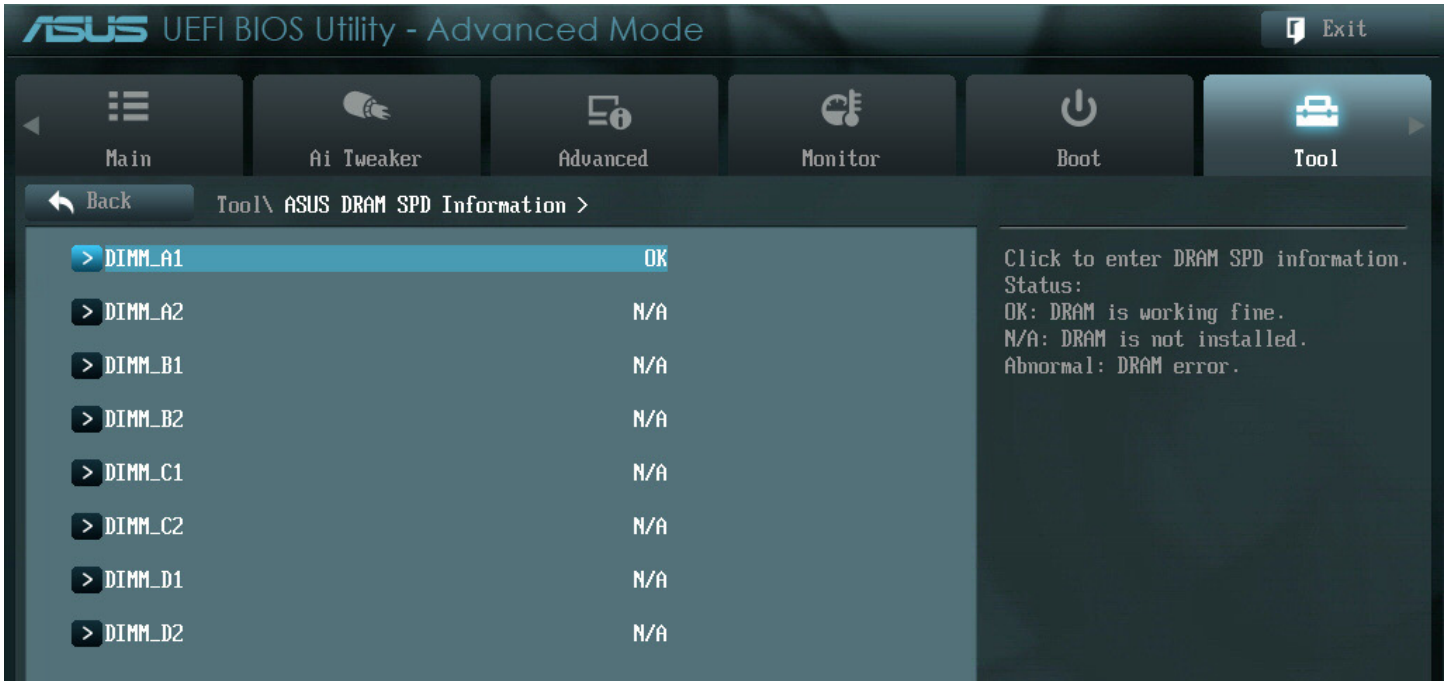 ASUS UEFI BIOS Utility - Advanced Mode
Exit
Main
Ai Tweaker
Advanced
Monitor
Boot
Tool
Back
Tool\ ASUS DRAM SPD Information >
> DIMM_A1 OK
> DIMM_A2 N/A
> DIMM_B1 N/A
> DIMM_B2 N/A
> DIMM_C1 N/A
> DIMM_C2 N/A
> DIMM_D1 N/A
> DIMM_D2 N/A
Click to enter DRAM SPD information.
Status:
OK: DRAM is working fine.
N/A: DRAM is not installed.
Abnormal: DRAM error.